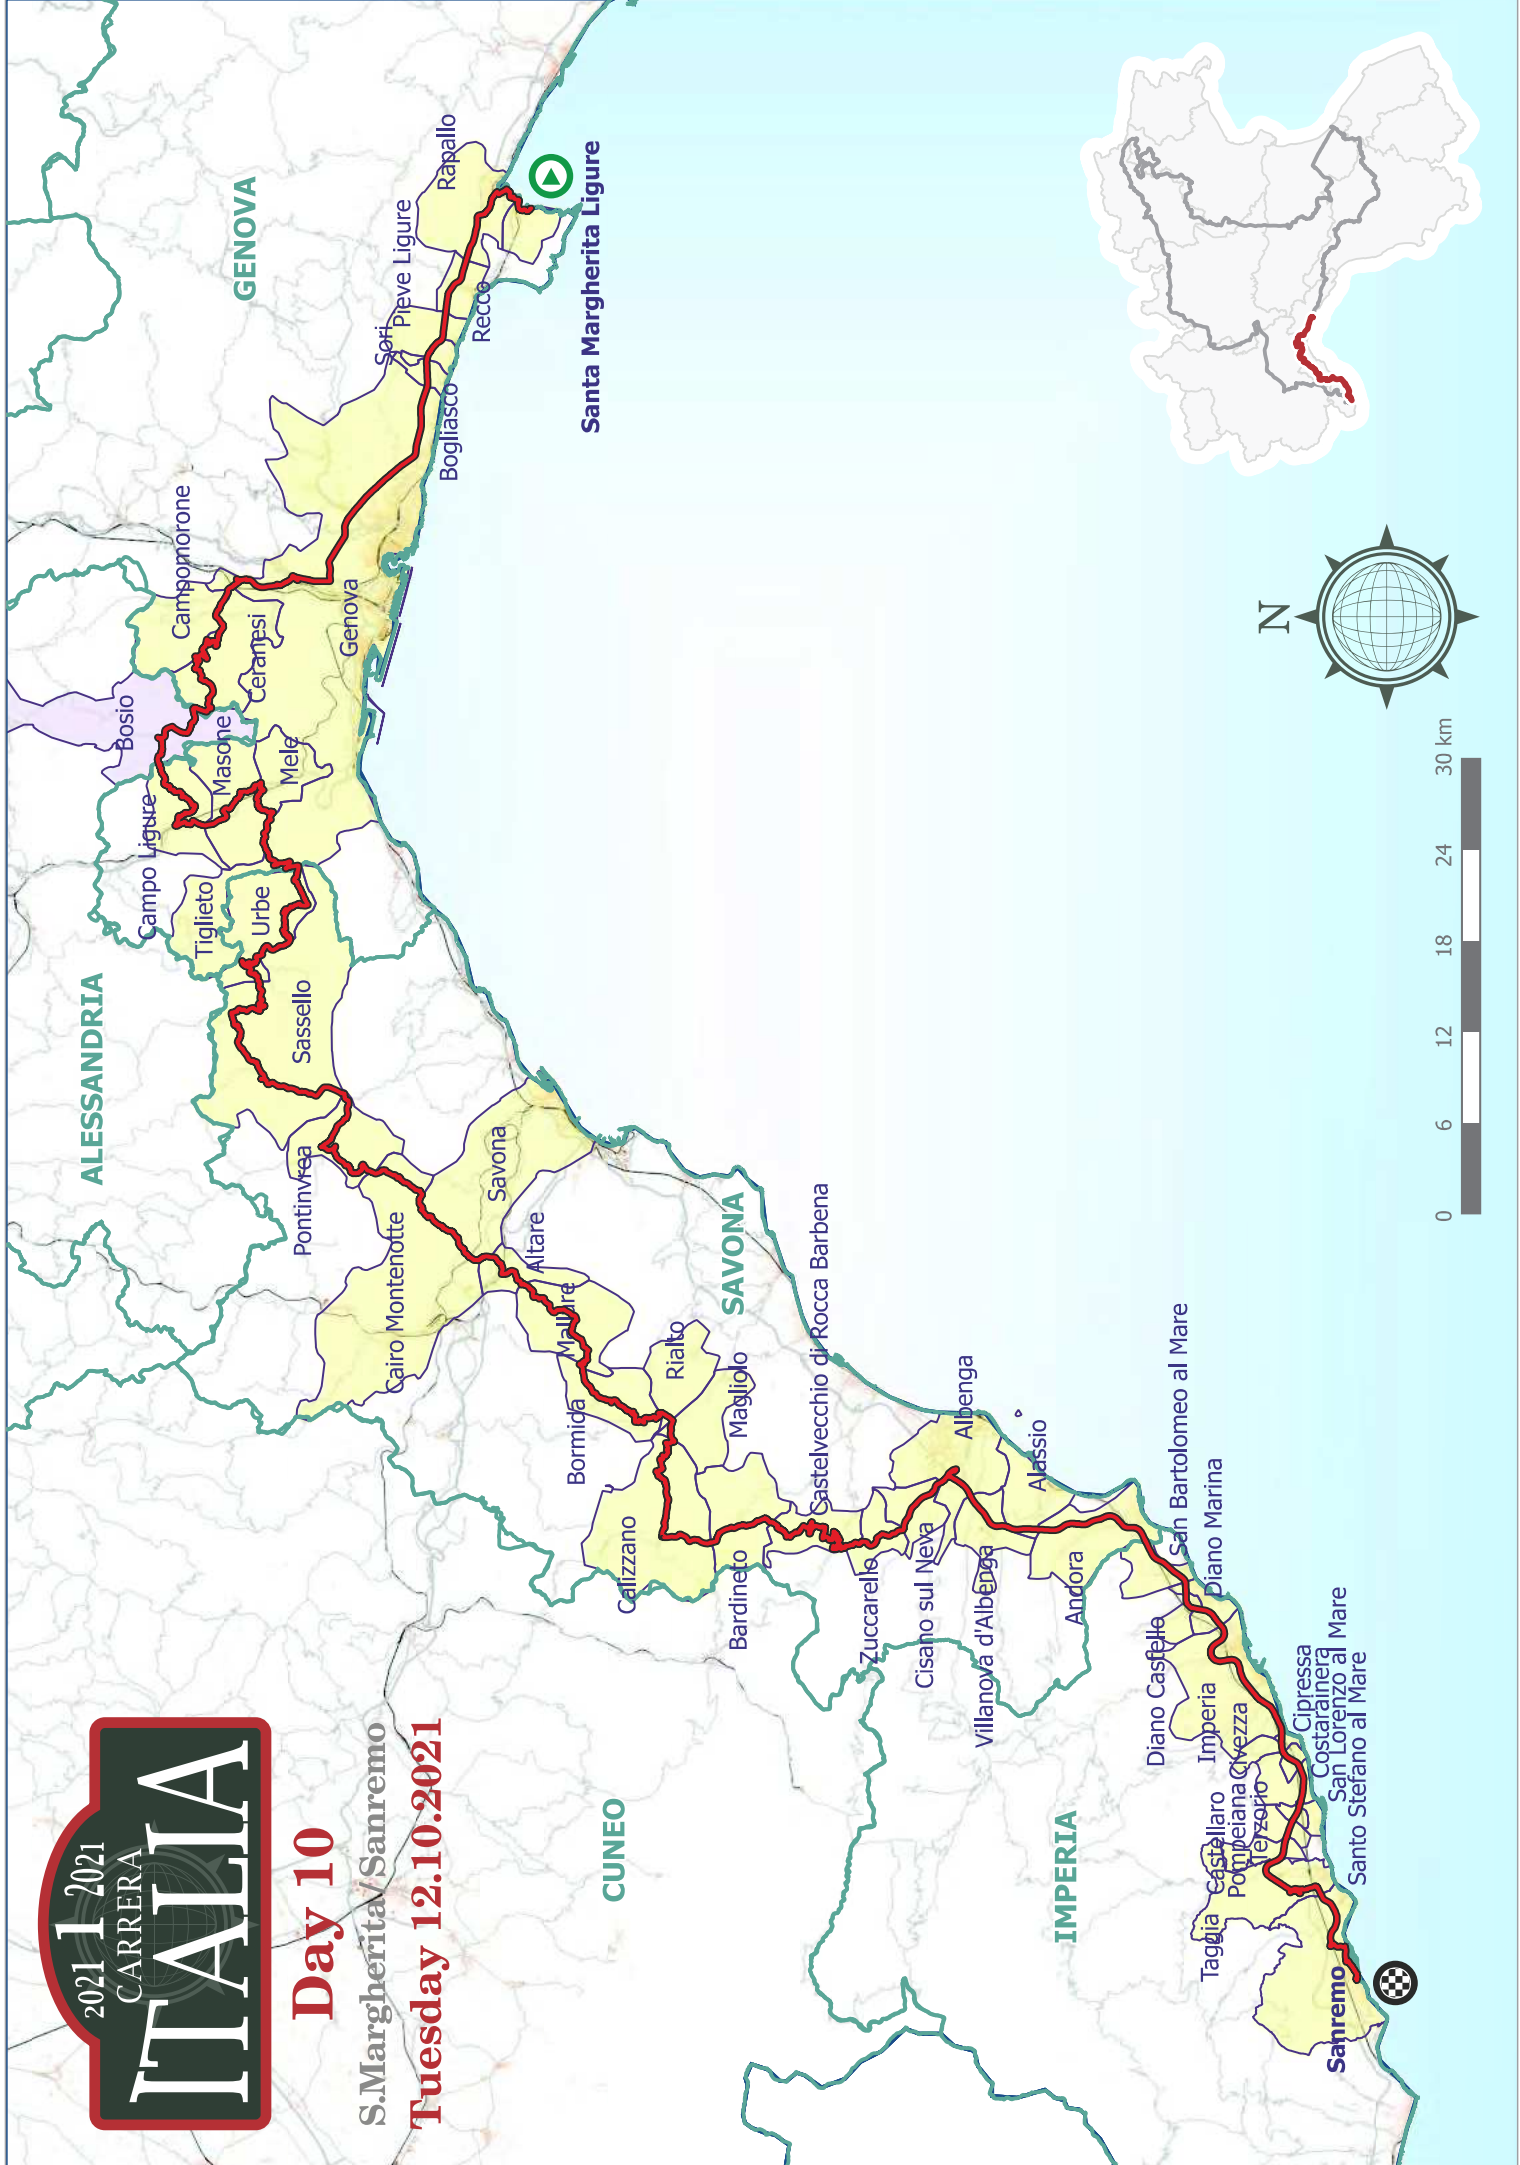 2021 1 2021
CARRERA
ITALIA
Day 10
S.Margherita/Sanremo
Tuesday 12.10.2021
ALESSANDRIA
GENOVA
CUNEO
SAVONA
IMPERIA
Bosio
Campomorone
Campo Ligure
Masone
Ceranesi
Mele
Tiglieto
Urbe
Genova
Sori
Pieve Ligure
Rapallo
Recco
Bogliasco
Santa Margherita Ligure
Sassello
Pontinvrea
Cairo Montenotte
Savona
Altare
Mallare
Bormida
Rialto
Magliolo
Calizzano
Bardineto
Castelvecchio di Rocca Barbena
Zuccarello
Cisano sul Neva
Albenga
Villanova d'Albenga
Alassio
Andora
San Bartolomeo al Mare
Diano Castello
Diano Marina
Imperia
Civezza
Cipressa
Costarainera
San Lorenzo al Mare
Santo Stefano al Mare
Terzorio
Pompeiana
Castellaro
Taggia
Sanremo
N
0 6 12 18 24 30 km